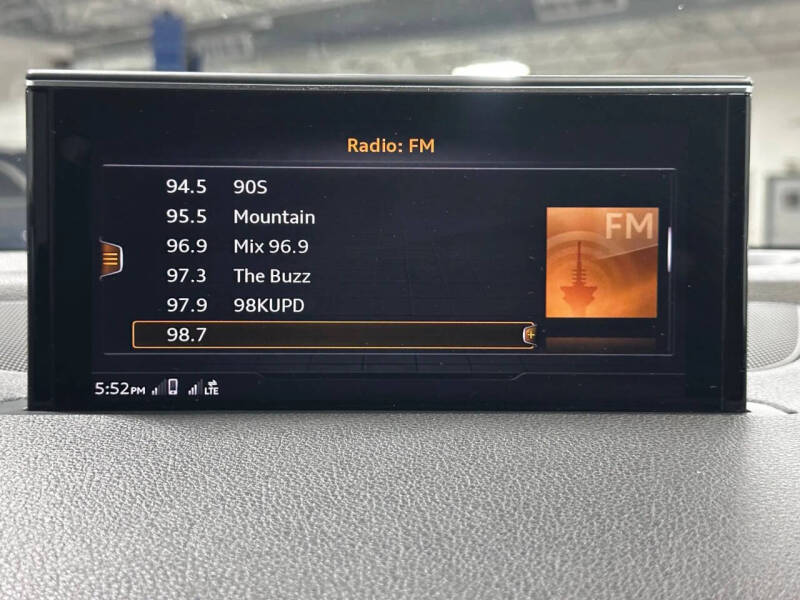 Radio: FM
94.5 90S
95.5 Mountain
96.9 Mix 96.9
97.3 The Buzz
97.9 98KUPD
98.7
FM
5:52PM LTE